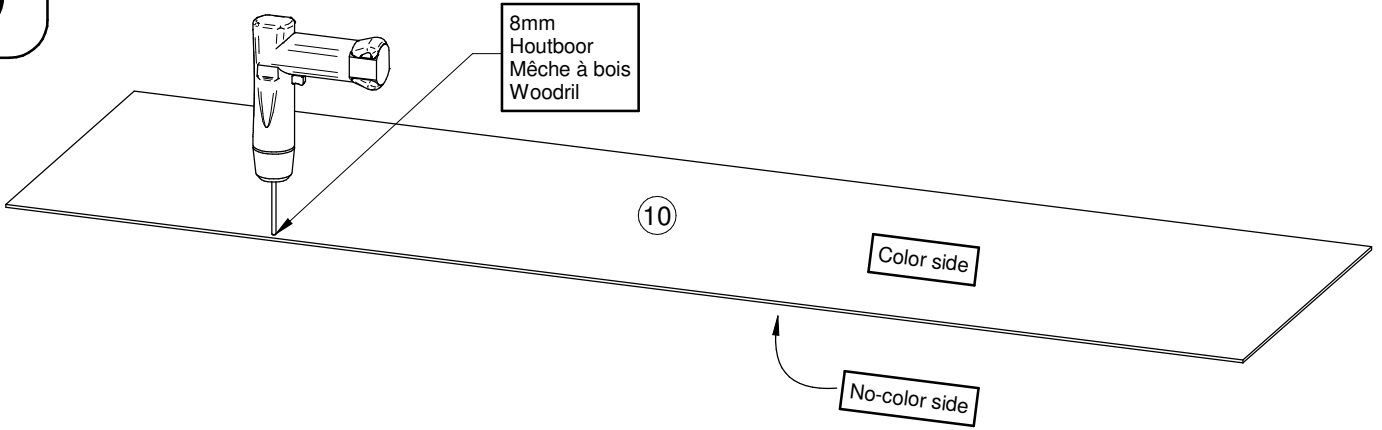 8mm
Houtboor
Mêche à bois
Woodril
10
Color side
No-color side